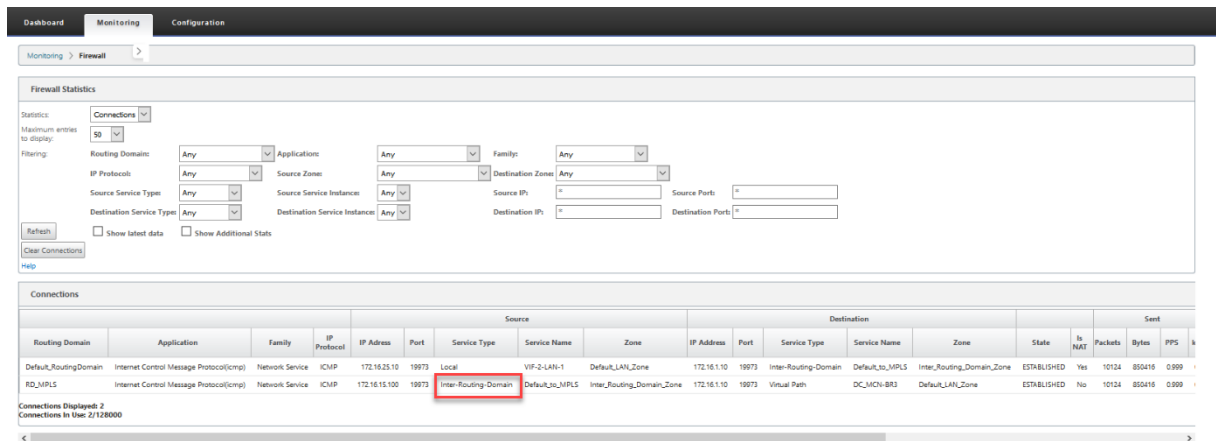 Dashboard Monitoring Configuration
Monitoring > Firewall >
Firewall Statistics
Statistics: Connections
Maximum entries to display: 50
Filtering: Routing Domain: Any Application: Any Family: Any
IP Protocol: Any Source Zone: Any Destination Zone: Any
Source Service Type: Any Source Service Instance: Any Source IP: * Source Port: *
Destination Service Type: Any Destination Service Instance: Any Destination IP: * Destination Port: *
Refresh Show latest data Show Additional Stats
Clear Connections
Help
Connections
Source Destination Sent
Routing Domain Application Family IP Protocol IP Adress Port Service Type Service Name Zone IP Address Port Service Type Service Name Zone State Is NAT Packets Bytes PPS
Default_RoutingDomain Internet Control Message Protocol(icmp) Network Service ICMP 172.16.25.10 19973 Local VIF-2-LAN-1 Default_LAN_Zone 172.16.1.10 19973 Inter-Routing-Domain Default_to_MPLS Inter_Routing_Domain_Zone ESTABLISHED Yes 10124 850416 0.999
RD_MPLS Internet Control Message Protocol(icmp) Network Service ICMP 172.16.15.100 19973 Inter-Routing-Domain Default_to_MPLS Inter_Routing_Domain_Zone 172.16.1.10 19973 Virtual Path DC_MCN-BR3 Default_LAN_Zone ESTABLISHED No 10124 850416 0.999
Connections Displayed: 2
Connections In Use: 2/128000